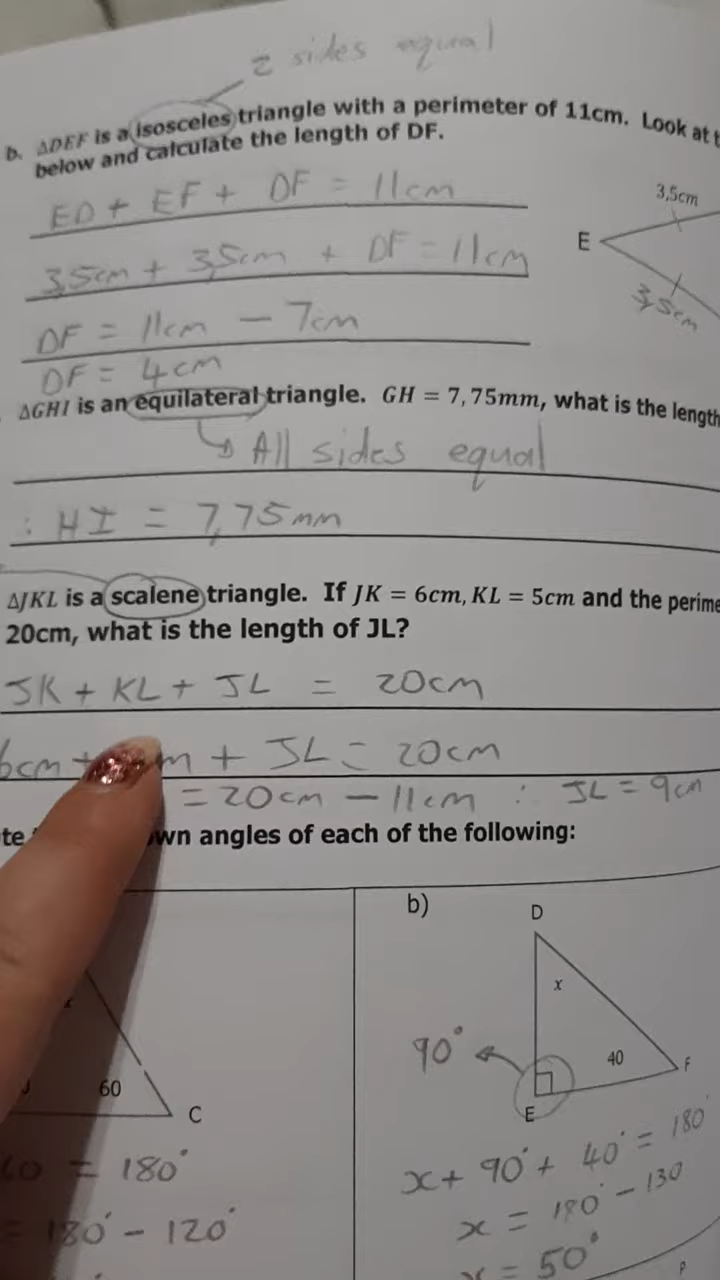 2 sides equal
b. ΔDEF is a isosceles triangle with a perimeter of 11cm. Look at
below and calculate the length of DF.
ED + EF + DF = 11cm
3,5cm + 3,5cm + DF = 11cm
DF = 11cm - 7cm
DF = 4cm
3,5cm
E
3,5cm
ΔGHI is an equilateral triangle. GH = 7,75mm, what is the length
All sides equal
∴ HI = 7,75mm
ΔJKL is a scalene triangle. If JK = 6cm, KL = 5cm and the
20cm, what is the length of JL?
JK + KL + JL = 20cm
6cm + m + JL = 20cm
= 20cm - 11cm ∴ JL = 9cm
angles of each of the following:
60
C
= 180°
= 180° - 120°
b)
D
x
90°
40
E
F
x + 90° + 40° = 180°
x = 180° - 130
x = 50°
P